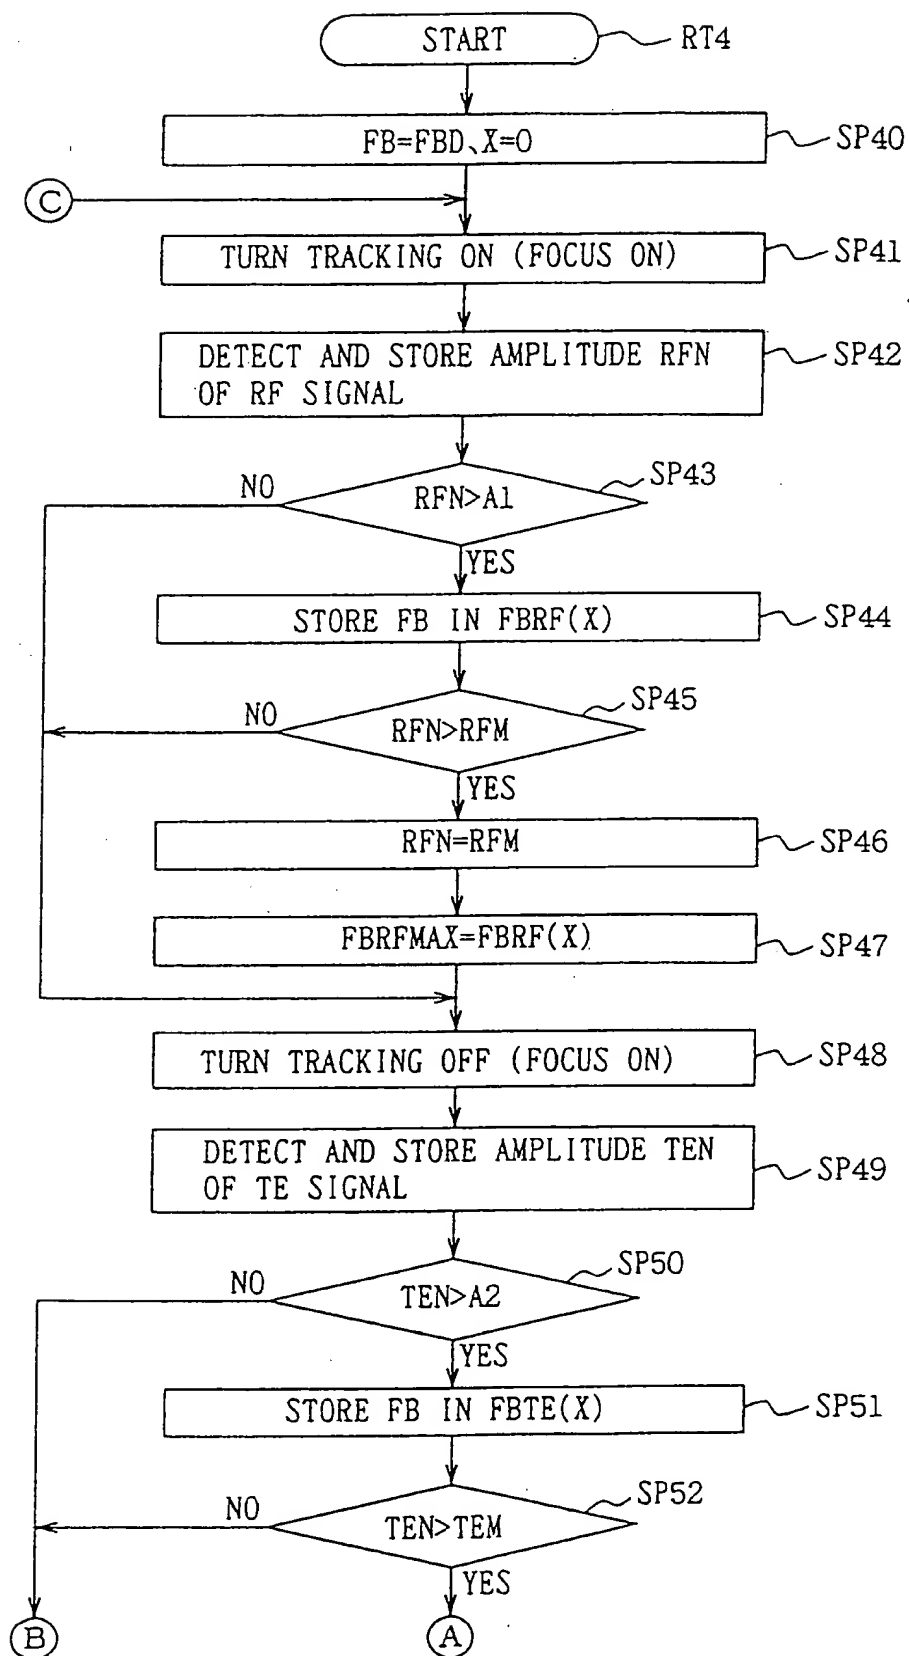 START
RT4
FB=FBD、X=0
SP40
C
TURN TRACKING ON (FOCUS ON)
SP41
DETECT AND STORE AMPLITUDE RFN
OF RF SIGNAL
SP42
RFN>A1
SP43
NO
YES
STORE FB IN FBRF(X)
SP44
RFN>RFM
SP45
NO
YES
RFN=RFM
SP46
FBRFMAX=FBRF(X)
SP47
TURN TRACKING OFF (FOCUS ON)
SP48
DETECT AND STORE AMPLITUDE TEN
OF TE SIGNAL
SP49
TEN>A2
SP50
NO
YES
STORE FB IN FBTE(X)
SP51
TEN>TEM
SP52
NO
YES
B
A